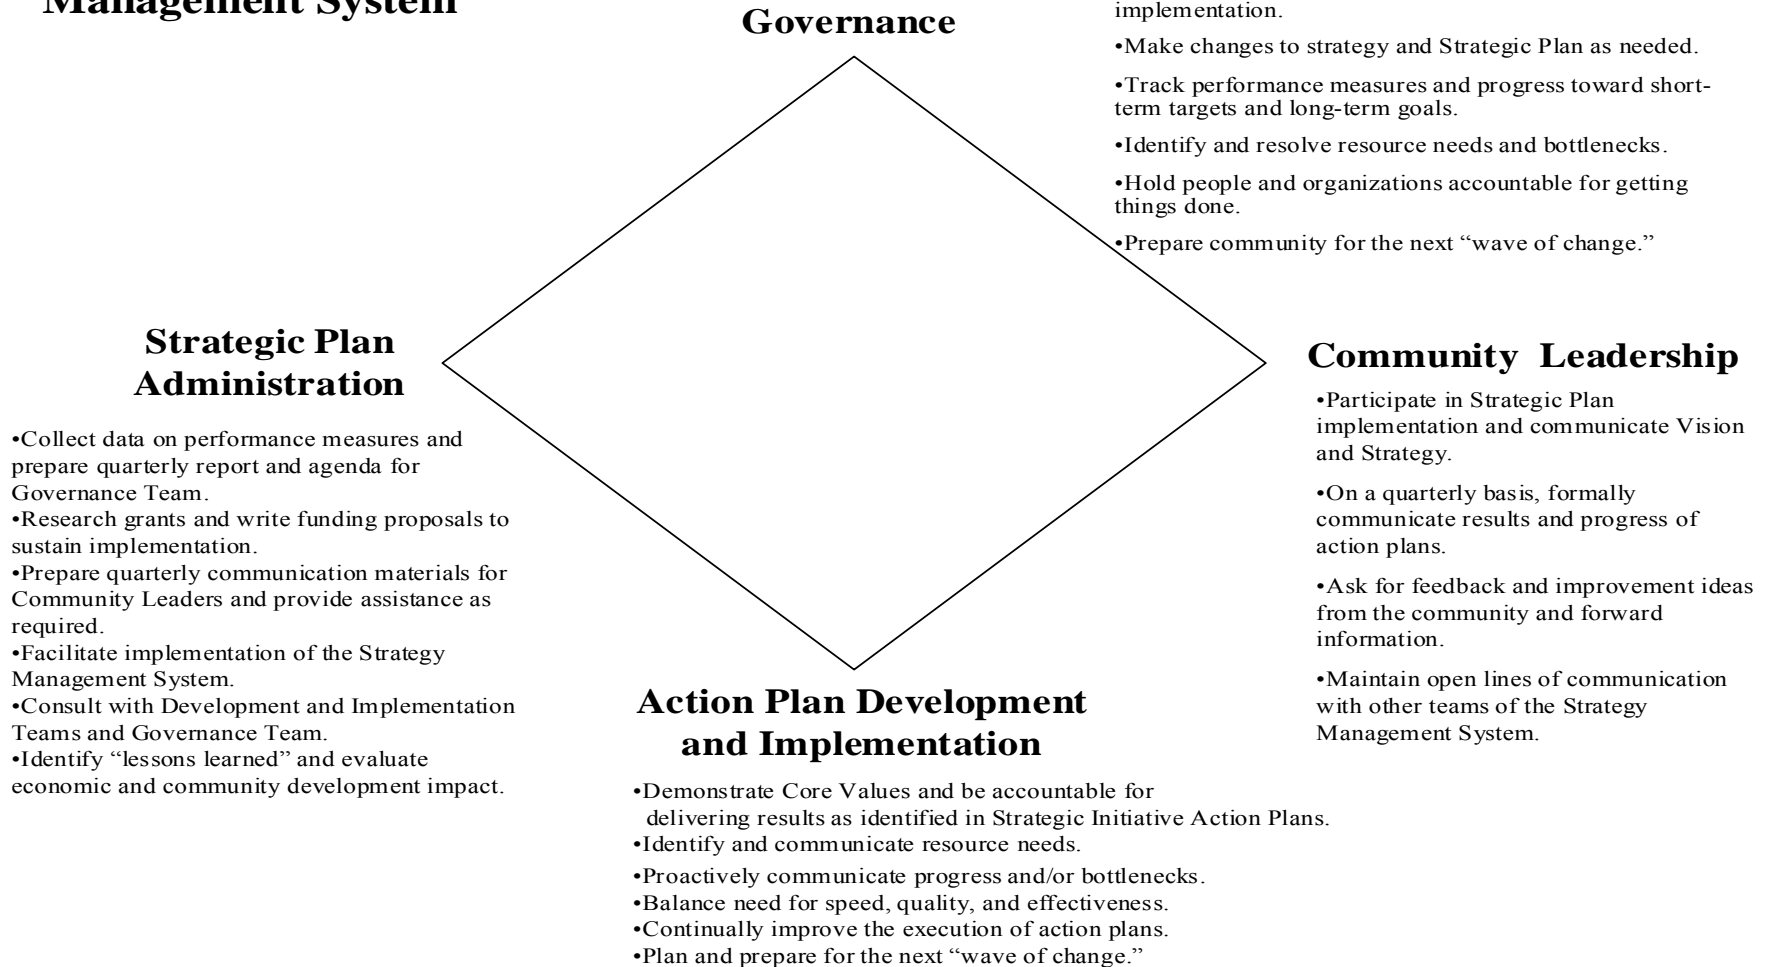 Management System
Governance
implementation.
•Make changes to strategy and Strategic Plan as needed.
•Track performance measures and progress toward short-
term targets and long-term goals.
•Identify and resolve resource needs and bottlenecks.
•Hold people and organizations accountable for getting
things done.
•Prepare community for the next “wave of change.”
Strategic Plan
Administration
•Collect data on performance measures and
prepare quarterly report and agenda for
Governance Team.
•Research grants and write funding proposals to
sustain implementation.
•Prepare quarterly communication materials for
Community Leaders and provide assistance as
required.
•Facilitate implementation of the Strategy
Management System.
•Consult with Development and Implementation
Teams and Governance Team.
•Identify “lessons learned” and evaluate
economic and community development impact.
Community Leadership
•Participate in Strategic Plan
implementation and communicate Vision
and Strategy.
•On a quarterly basis, formally
communicate results and progress of
action plans.
•Ask for feedback and improvement ideas
from the community and forward
information.
•Maintain open lines of communication
with other teams of the Strategy
Management System.
Action Plan Development
and Implementation
•Demonstrate Core Values and be accountable for
delivering results as identified in Strategic Initiative Action Plans.
•Identify and communicate resource needs.
•Proactively communicate progress and/or bottlenecks.
•Balance need for speed, quality, and effectiveness.
•Continually improve the execution of action plans.
•Plan and prepare for the next “wave of change.”